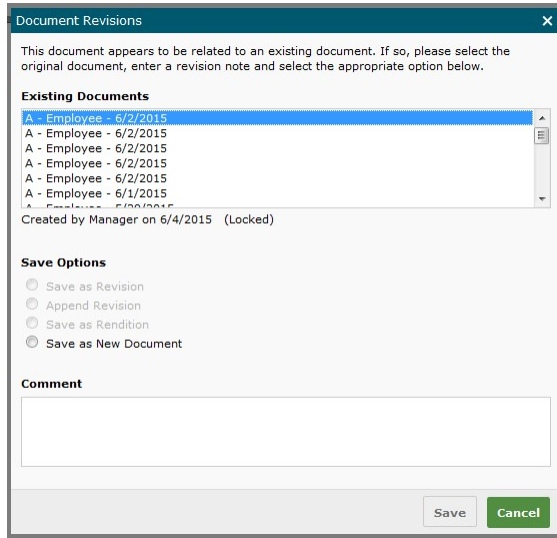 Document Revisions
This document appears to be related to an existing document. If so, please select the
original document, enter a revision note and select the appropriate option below.
Existing Documents
A - Employee - 6/2/2015
A - Employee - 6/2/2015
A - Employee - 6/2/2015
A - Employee - 6/2/2015
A - Employee - 6/2/2015
A - Employee - 6/1/2015
A - Employee - 5/29/2015
Created by Manager on 6/4/2015 (Locked)
Save Options
Save as Revision
Append Revision
Save as Rendition
Save as New Document
Comment
Save
Cancel